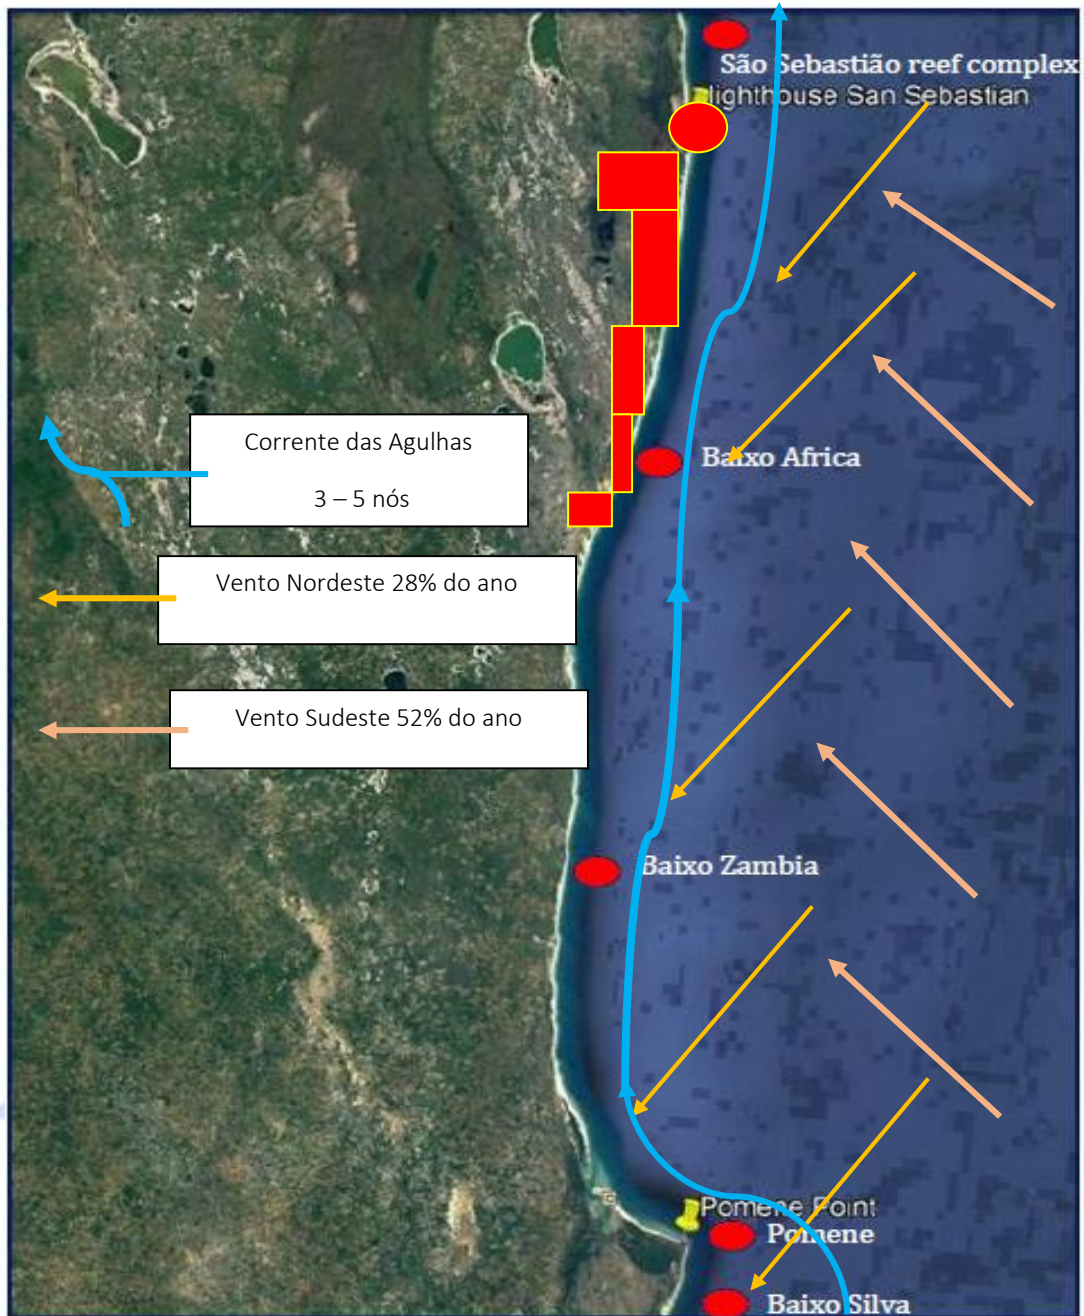 São Sebastião reef complex
lighthouse San Sebastian
Corrente das Agulhas
3 – 5 nós
Baixo Africa
Vento Nordeste 28% do ano
Vento Sudeste 52% do ano
Baixo Zambia
Pomene Point
Pomene
Baixo Silva